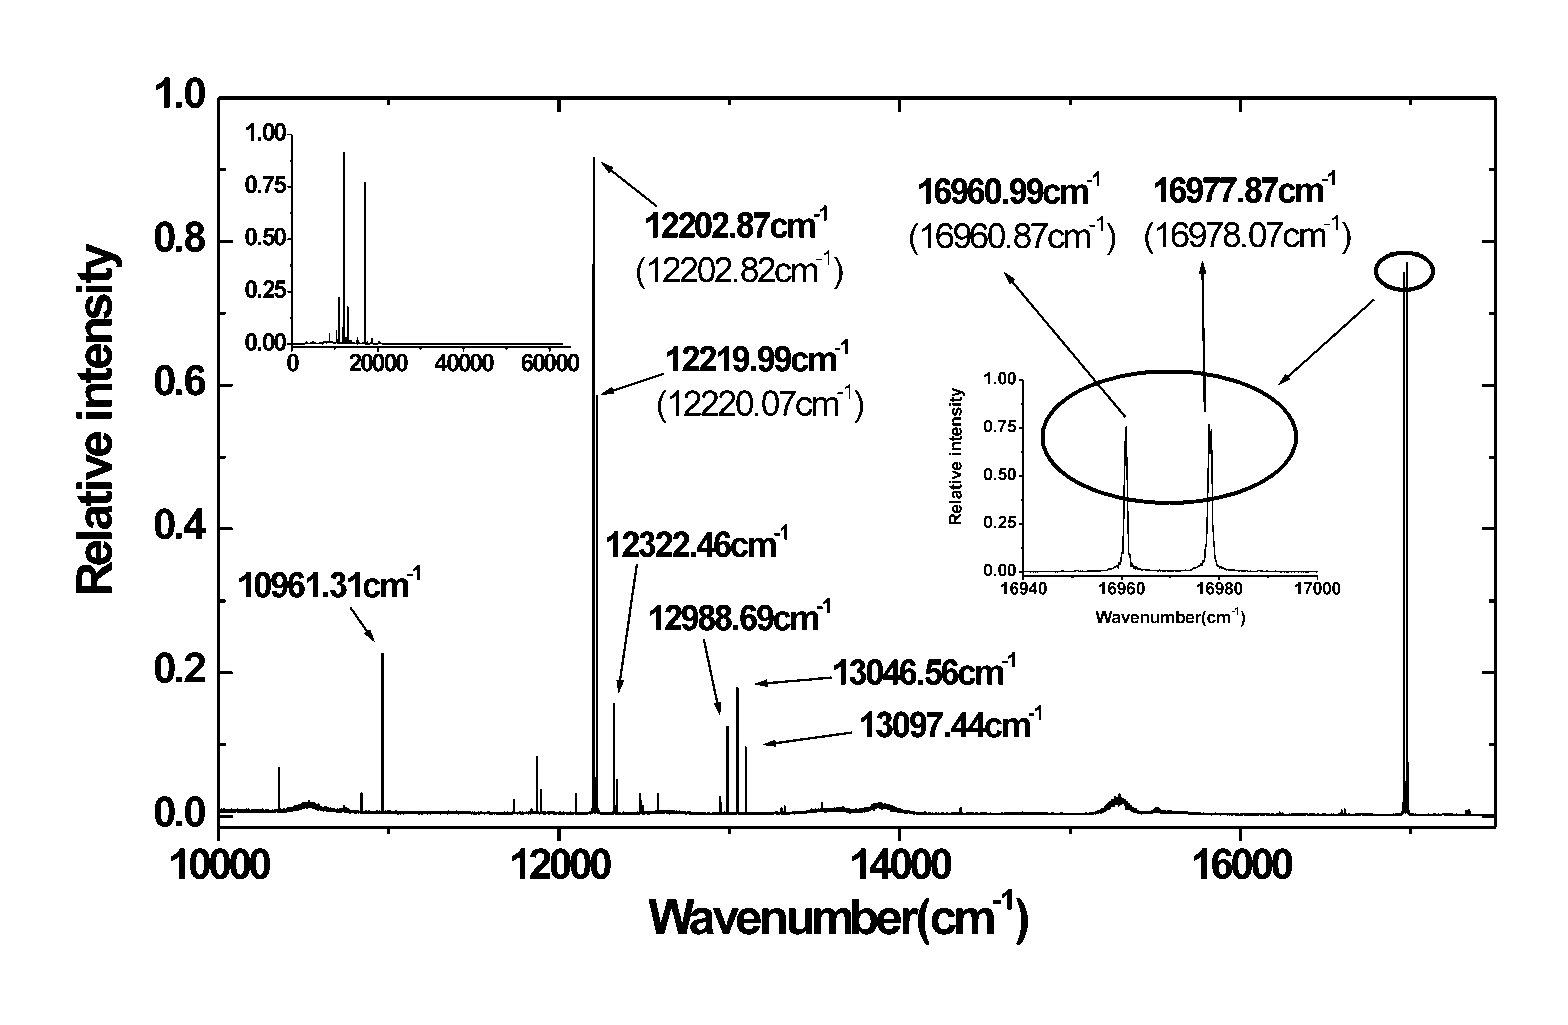 1.0
0.8
0.6
0.4
0.2
0.0
Relative intensity
10000
12000
14000
16000
Wavenumber(cm⁻¹)
1.00
0.75
0.50
0.25
0.00
0
20000
40000
60000
12202.87cm⁻¹
(12202.82cm⁻¹)
12219.99cm⁻¹
(12220.07cm⁻¹)
16960.99cm⁻¹
(16960.87cm⁻¹)
16977.87cm⁻¹
(16978.07cm⁻¹)
10961.31cm⁻¹
12322.46cm⁻¹
12988.69cm⁻¹
13046.56cm⁻¹
13097.44cm⁻¹
1.00
0.75
0.50
0.25
0.00
Relative intensity
16940
16960
16980
17000
Wavenumber(cm⁻¹)